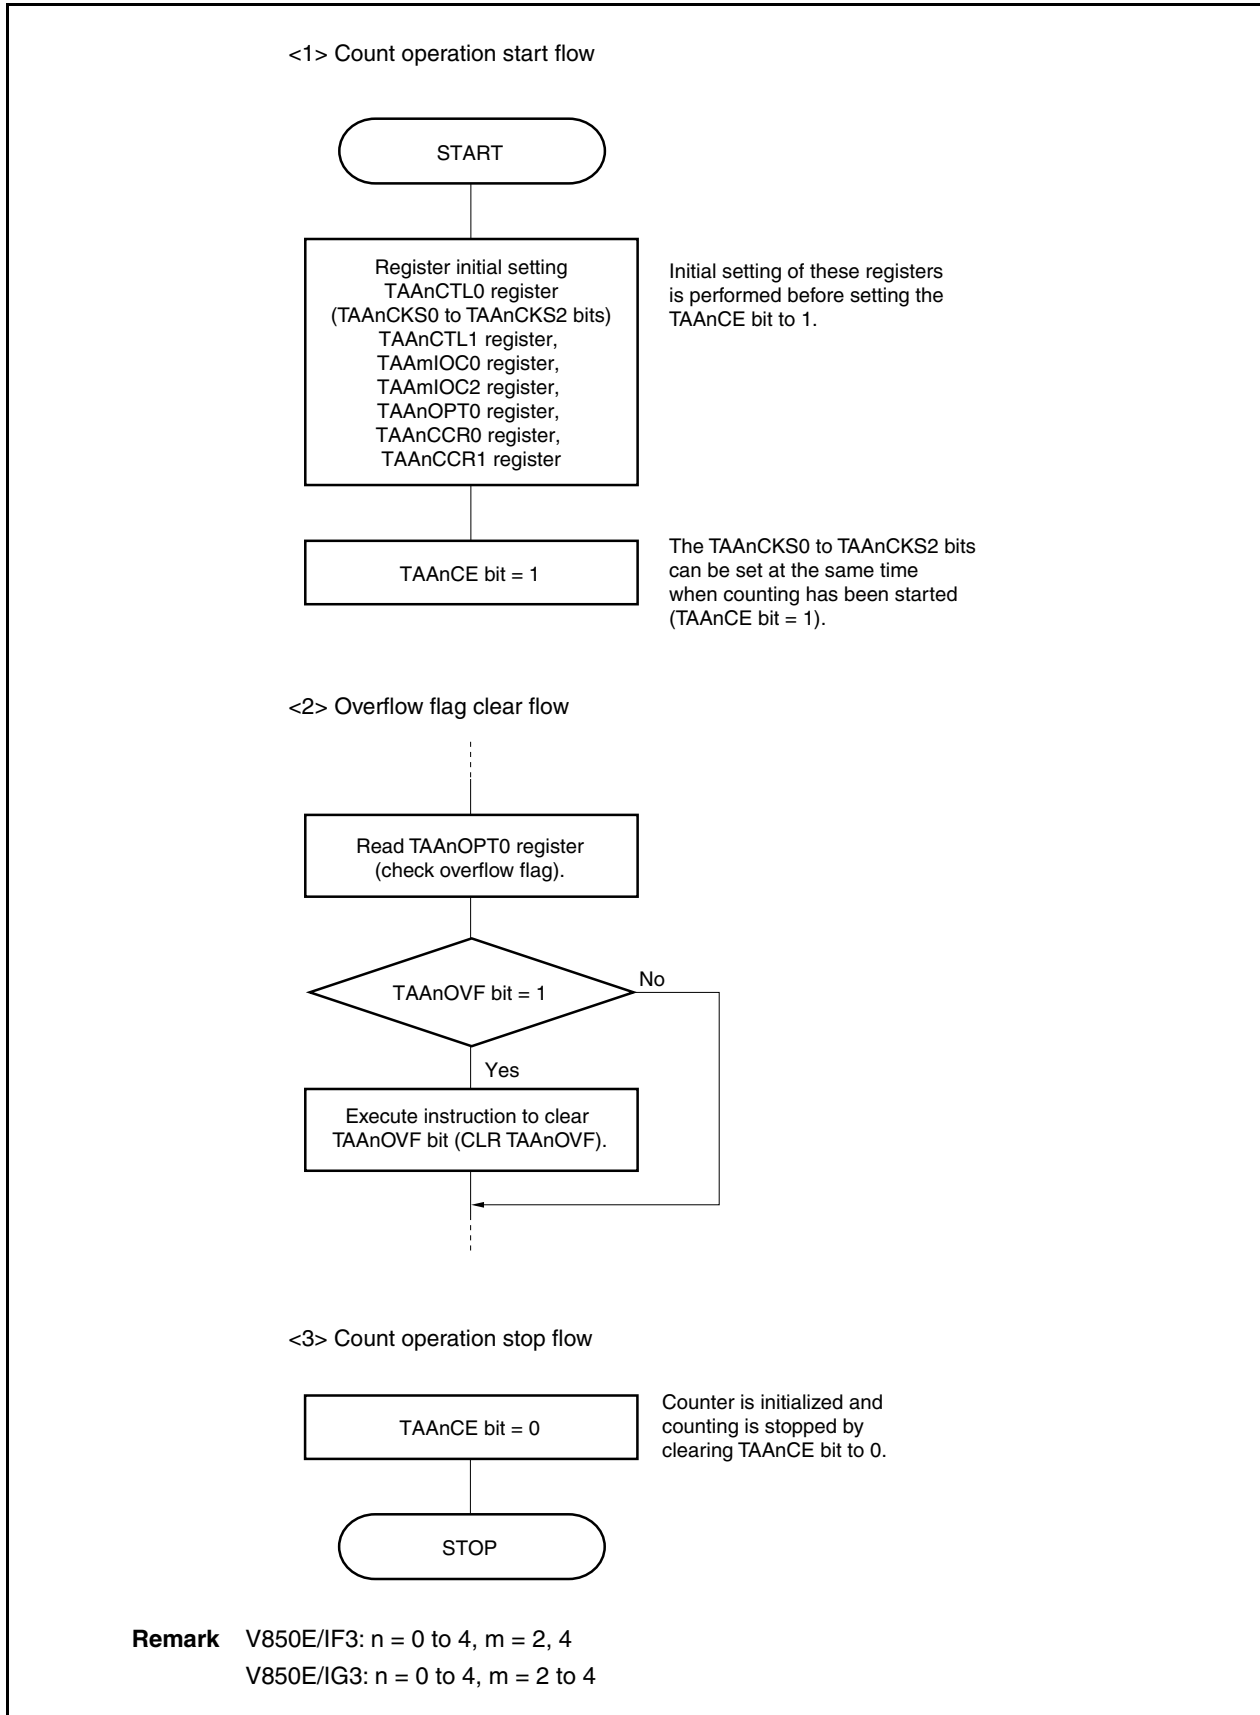 <1> Count operation start flow
START
Register initial setting
TAAnCTL0 register
(TAAnCKS0 to TAAnCKS2 bits)
TAAnCTL1 register,
TAAmIOC0 register,
TAAmIOC2 register,
TAAnOPT0 register,
TAAnCCR0 register,
TAAnCCR1 register
Initial setting of these registers
is performed before setting the
TAAnCE bit to 1.
TAAnCE bit = 1
The TAAnCKS0 to TAAnCKS2 bits
can be set at the same time
when counting has been started
(TAAnCE bit = 1).
<2> Overflow flag clear flow
Read TAAnOPT0 register
(check overflow flag).
TAAnOVF bit = 1
No
Yes
Execute instruction to clear
TAAnOVF bit (CLR TAAnOVF).
<3> Count operation stop flow
TAAnCE bit = 0
Counter is initialized and
counting is stopped by
clearing TAAnCE bit to 0.
STOP
Remark V850E/IF3: n = 0 to 4, m = 2, 4
V850E/IG3: n = 0 to 4, m = 2 to 4